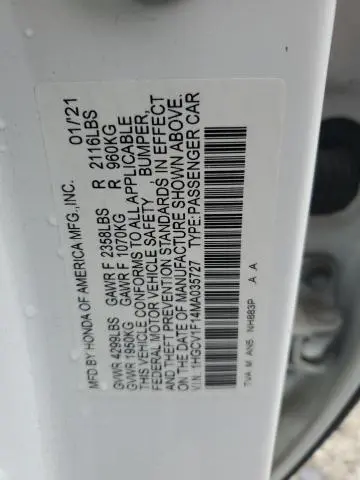 MFD BY HONDA OF AMERICA MFG.,INC. 01/'21
GVWR 4299LBS GAWR F 2358LBS R 2116LBS
GVWR 1950KG GAWR F 1070KG R 960KG
THIS VEHICLE CONFORMS TO ALL APPLICABLE
FEDERAL MOTOR VEHICLE SAFETY, BUMPER,
AND THEFT PREVENTION STANDARDS IN EFFECT
ON THE DATE OF MANUFACTURE SHOWN ABOVE.
V.I.N.: 1HGCV1F14MA035727 TYPE:PASSENGER CAR
TVA M AN5 NH883P A A